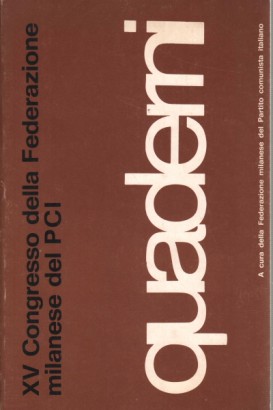 XV Congresso della Federazione
milanese del PCI
quaderni
A cura della Federazione milanese del Partito comunista italiano